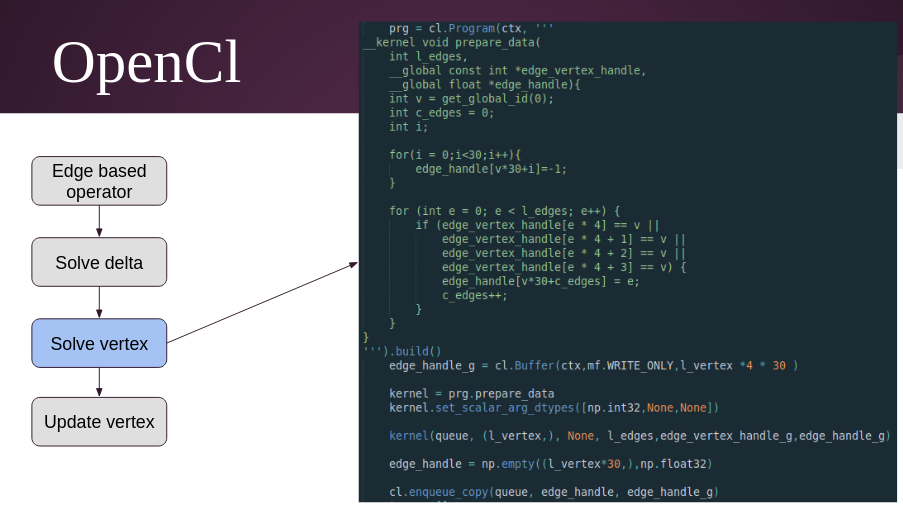 OpenCl
Edge based
operator
Solve delta
Solve vertex
Update vertex
prg = cl.Program(ctx, '''
__kernel void prepare_data(
int l_edges,
__global const int *edge_vertex_handle,
__global float *edge_handle){
int v = get_global_id(0);
int c_edges = 0;
int i;
for(i = 0;i<30;i++){
edge_handle[v*30+i]=-1;
}
for (int e = 0; e < l_edges; e++) {
if (edge_vertex_handle[e * 4] == v ||
edge_vertex_handle[e * 4 + 1] == v ||
edge_vertex_handle[e * 4 + 2] == v ||
edge_vertex_handle[e * 4 + 3] == v) {
edge_handle[v*30+c_edges] = e;
c_edges++;
}
}
}
''').build()
edge_handle_g = cl.Buffer(ctx,mf.WRITE_ONLY,l_vertex *4 * 30 )
kernel = prg.prepare_data
kernel.set_scalar_arg_dtypes([np.int32,None,None])
kernel(queue, (l_vertex,), None, l_edges,edge_vertex_handle_g,edge_handle_g)
edge_handle = np.empty((l_vertex*30,),np.float32)
cl.enqueue_copy(queue, edge_handle, edge_handle_g)